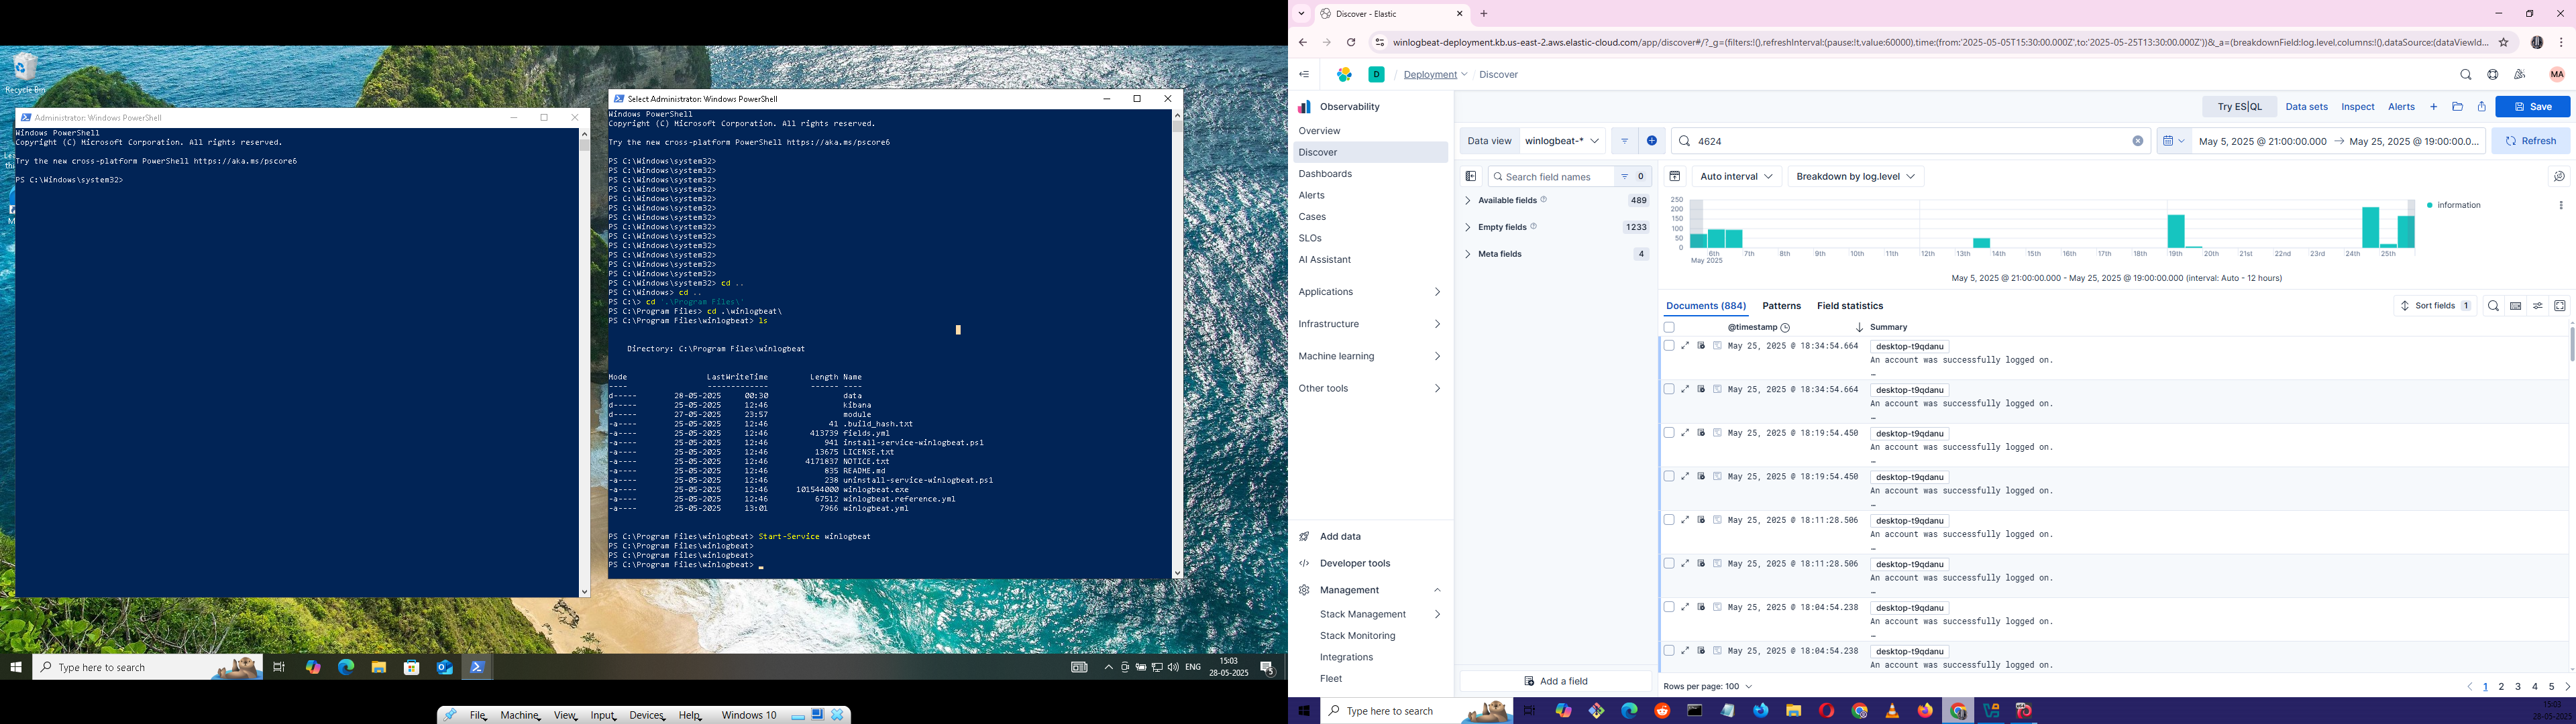 Recycle Bin
Administrator: Windows PowerShell
Windows PowerShell
Copyright (C) Microsoft Corporation. All rights reserved.
Try the new cross-platform PowerShell https://aka.ms/pscore6
PS C:\Windows\system32>
Select Administrator: Windows PowerShell
Windows PowerShell
Copyright (C) Microsoft Corporation. All rights reserved.
Try the new cross-platform PowerShell https://aka.ms/pscore6
PS C:\Windows\system32>
PS C:\Windows\system32>
PS C:\Windows\system32>
PS C:\Windows\system32>
PS C:\Windows\system32>
PS C:\Windows\system32>
PS C:\Windows\system32>
PS C:\Windows\system32>
PS C:\Windows\system32>
PS C:\Windows\system32>
PS C:\Windows\system32>
PS C:\Windows\system32>
PS C:\Windows\system32>
PS C:\Windows\system32> cd ..
PS C:\Windows> cd ..
PS C:\> cd '.\Program Files\'
PS C:\Program Files> cd .\winlogbeat\
PS C:\Program Files\winlogbeat> ls
Directory: C:\Program Files\winlogbeat
Mode LastWriteTime Length Name
---- ------------- ------ ----
d----- 28-05-2025 00:30 data
d----- 25-05-2025 12:46 kibana
d----- 27-05-2025 23:57 module
-a---- 25-05-2025 12:46 41 .build_hash.txt
-a---- 25-05-2025 12:46 413739 fields.yml
-a---- 25-05-2025 12:46 941 install-service-winlogbeat.ps1
-a---- 25-05-2025 12:46 13675 LICENSE.txt
-a---- 25-05-2025 12:46 4171837 NOTICE.txt
-a---- 25-05-2025 12:46 835 README.md
-a---- 25-05-2025 12:46 238 uninstall-service-winlogbeat.ps1
-a---- 25-05-2025 12:46 101544000 winlogbeat.exe
-a---- 25-05-2025 12:46 67512 winlogbeat.reference.yml
-a---- 25-05-2025 13:01 7966 winlogbeat.yml
PS C:\Program Files\winlogbeat> Start-Service winlogbeat
PS C:\Program Files\winlogbeat>
PS C:\Program Files\winlogbeat>
PS C:\Program Files\winlogbeat>
Type here to search
ENG
15:03
28-05-2025
5
File Machine View Input Devices Help Windows 10
Discover - Elastic
winlogbeat-deployment.kb.us-east-2.aws.elastic-cloud.com/app/discover#/?_g=(filters:!(),refreshInterval:(pause:!t,value:60000),time:(from:'2025-05-05T15:30:00.000Z',to:'2025-05-25T13:30:00.000Z'))&_a=(breakdownField:log.level,columns:!(),dataSource:(dataViewId...
D / Deployment / Discover
MA
Observability
Overview
Discover
Dashboards
Alerts
Cases
SLOs
AI Assistant
Applications
Infrastructure
Machine learning
Other tools
Add data
Developer tools
Management
Stack Management
Stack Monitoring
Integrations
Fleet
Try ES|QL Data sets Inspect Alerts Save
Data view winlogbeat-* 4624 May 5, 2025 @ 21:00:00.000 → May 25, 2025 @ 19:00:00.0... Refresh
Search field names 0
Available fields 489
Empty fields 1233
Meta fields 4
Add a field
Auto interval Breakdown by log.level
250
200
150
100
50
0
6th 7th 8th 9th 10th 11th 12th 13th 14th 15th 16th 17th 18th 19th 20th 21st 22nd 23rd 24th 25th
May 2025
information
May 5, 2025 @ 21:00:00.000 - May 25, 2025 @ 19:00:00.000 (interval: Auto - 12 hours)
Documents (884) Patterns Field statistics Sort fields 1
@timestamp Summary
May 25, 2025 @ 18:34:54.664 desktop-t9qdanu
An account was successfully logged on.
…
May 25, 2025 @ 18:34:54.664 desktop-t9qdanu
An account was successfully logged on.
…
May 25, 2025 @ 18:19:54.450 desktop-t9qdanu
An account was successfully logged on.
…
May 25, 2025 @ 18:19:54.450 desktop-t9qdanu
An account was successfully logged on.
…
May 25, 2025 @ 18:11:28.506 desktop-t9qdanu
An account was successfully logged on.
…
May 25, 2025 @ 18:11:28.506 desktop-t9qdanu
An account was successfully logged on.
…
May 25, 2025 @ 18:04:54.238 desktop-t9qdanu
An account was successfully logged on.
…
May 25, 2025 @ 18:04:54.238 desktop-t9qdanu
An account was successfully logged on.
Rows per page: 100
1 2 3 4 5
Type here to search
15:03